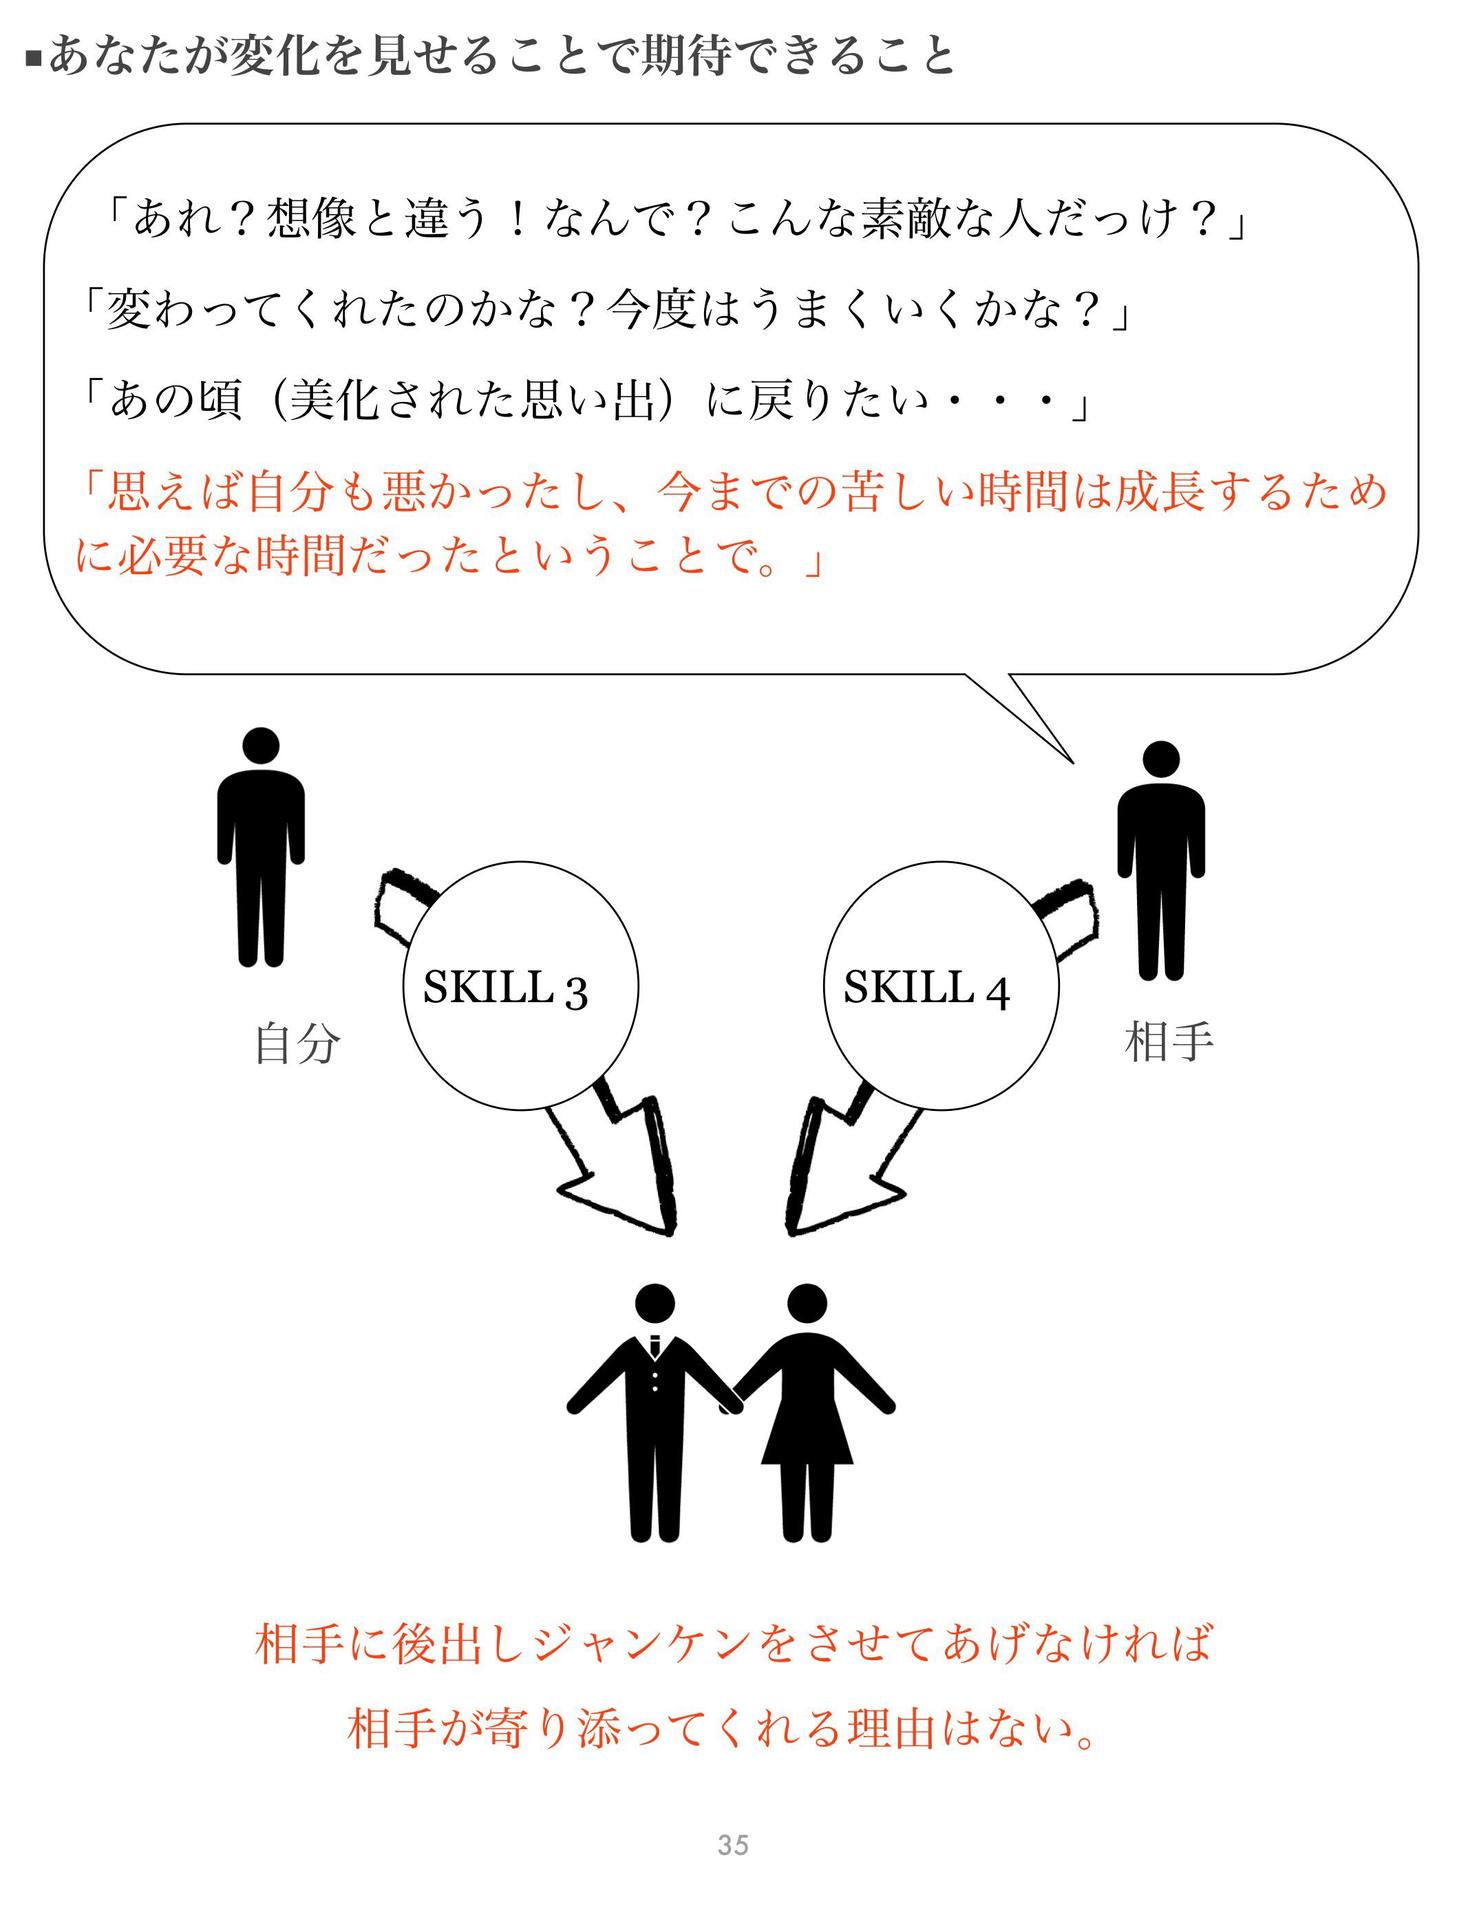 ▪あなたが変化を見せることで期待できること
「あれ？想像と違う！なんで？こんな素敵な人だっけ？」
「変わってくれたのかな？今度はうまくいくかな？」
「あの頃（美化された思い出）に戻りたい・・・」
「思えば自分も悪かったし、今までの苦しい時間は成長するため
に必要な時間だったということで。」
SKILL 3
SKILL 4
自分
相手
相手に後出しジャンケンをさせてあげなければ
相手が寄り添ってくれる理由はない。
35